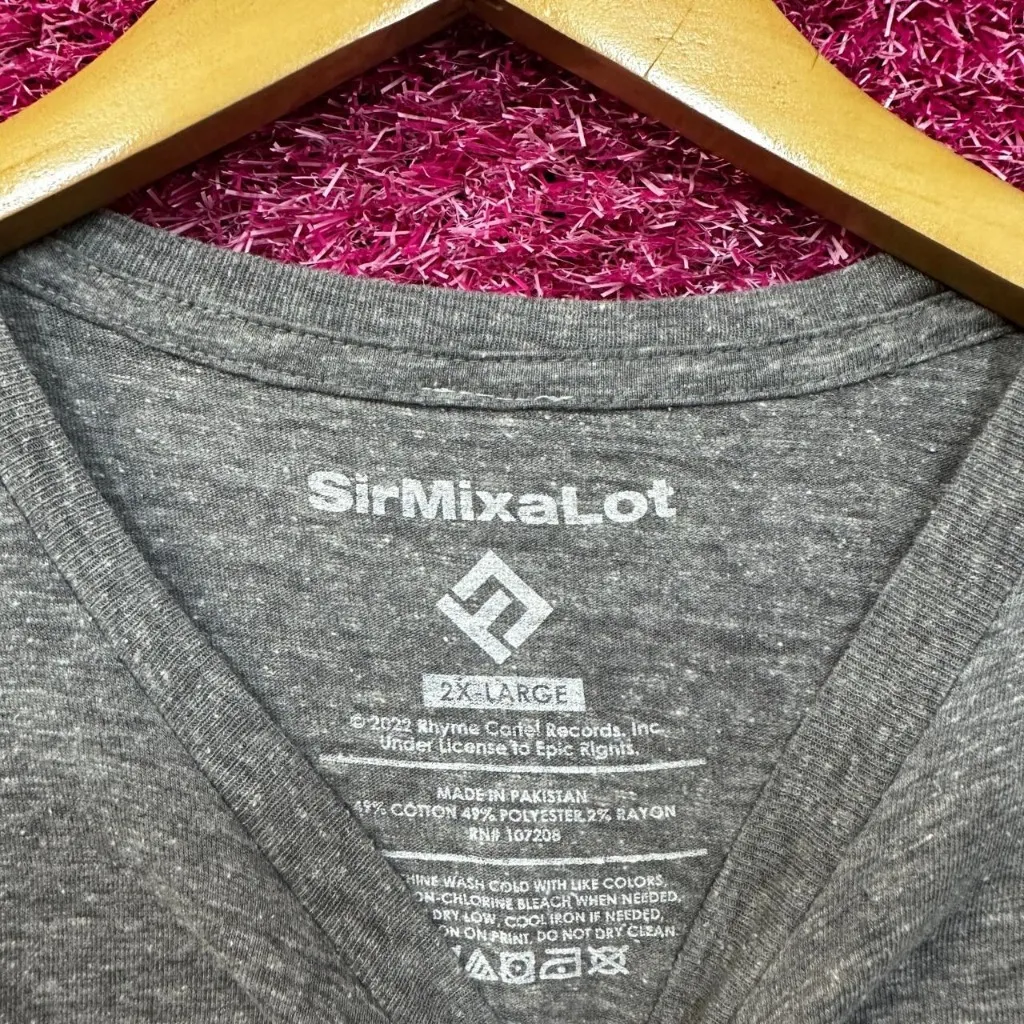 SirMixaLot
2X-LARGE
©2022 Rhyme Cartel Records, Inc.
Under License to Epic Rights.
MADE IN PAKISTAN
49% COTTON 49% POLYESTER 2% RAYON
RN# 107208
HINE WASH COLD WITH LIKE COLORS,
ON-CHLORINE BLEACH WHEN NEEDED,
DRY LOW, COOL IRON IF NEEDED,
ON PRINT, DO NOT DRY CLEAN.